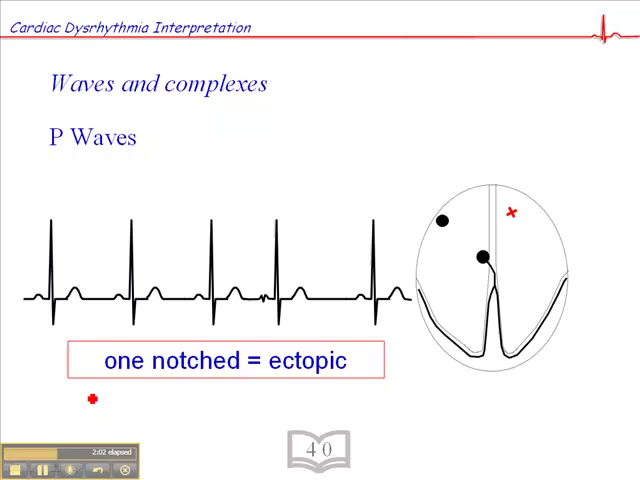 Cardiac Dysrhythmia Interpretation
Waves and complexes
P Waves
one notched = ectopic
40
2:02 elapsed